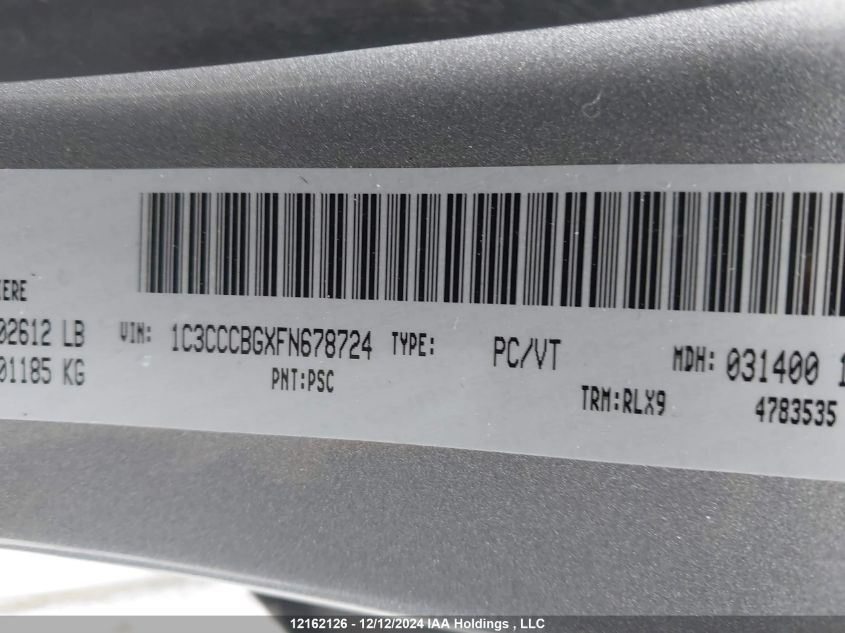 02612 LB
01185 KG
VIN: 1C3CCCBGXFN678724 TYPE: PC/VT MDH: 031400 1
PNT:PSC TRM:RLX9 4783535
12162126 - 12/12/2024 IAA Holdings , LLC